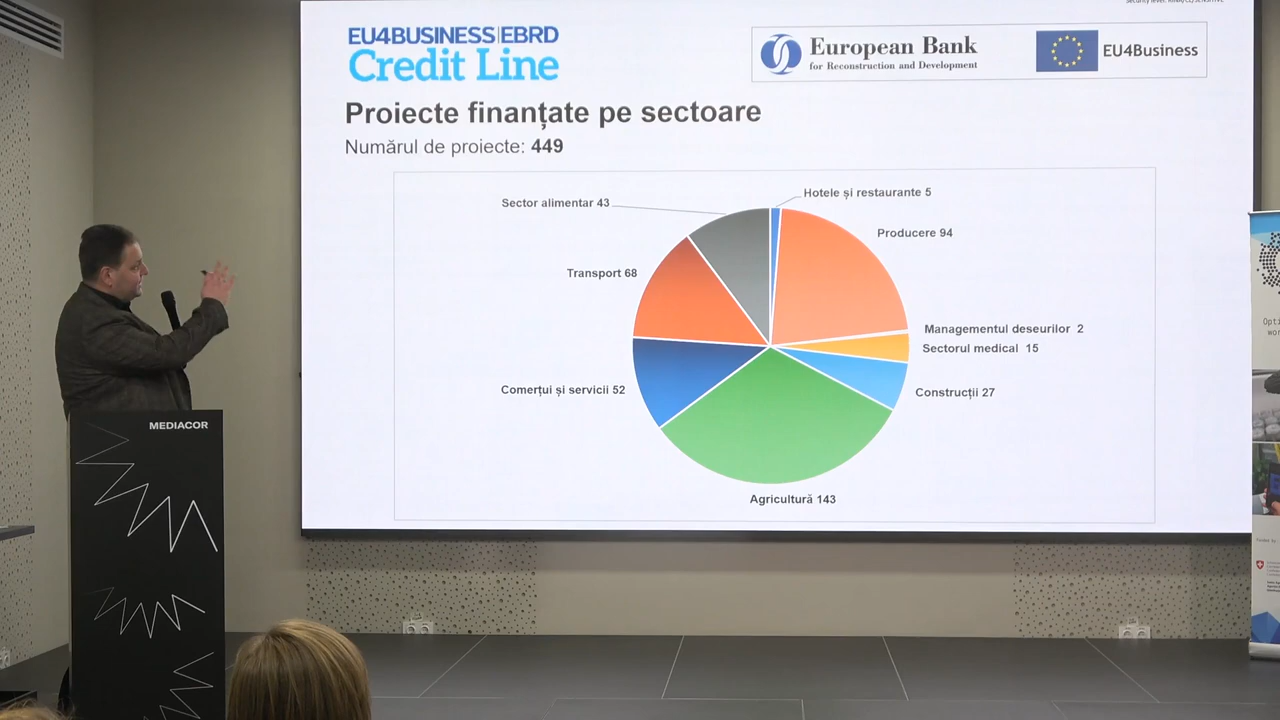 EU4BUSINESS|EBRD
Credit Line
European Bank
for Reconstruction and Development
EU4Business
Proiecte finanțate pe sectoare
Numărul de proiecte: 449
Sector alimentar 43
Hotele și restaurante 5
Producere 94
Transport 68
Managementul deseurilor 2
Sectorul medical 15
Comerțui și servicii 52
Construcții 27
Agricultură 143
MEDIACOR